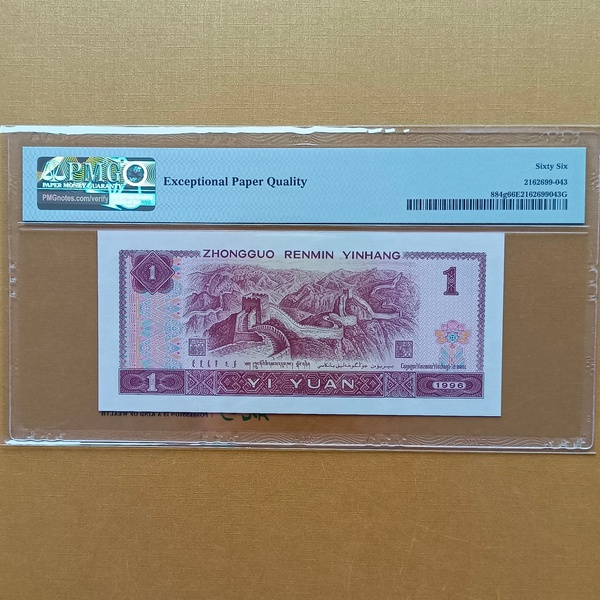 PMG
PAPER MONEY GUARANTY
PMGnotes.com/verify
Exceptional Paper Quality
Sixty Six
2162699-043
884g66E2162699043G
ZHONGGUO RENMIN YINHANG
1
1
1
YI YUAN
1996